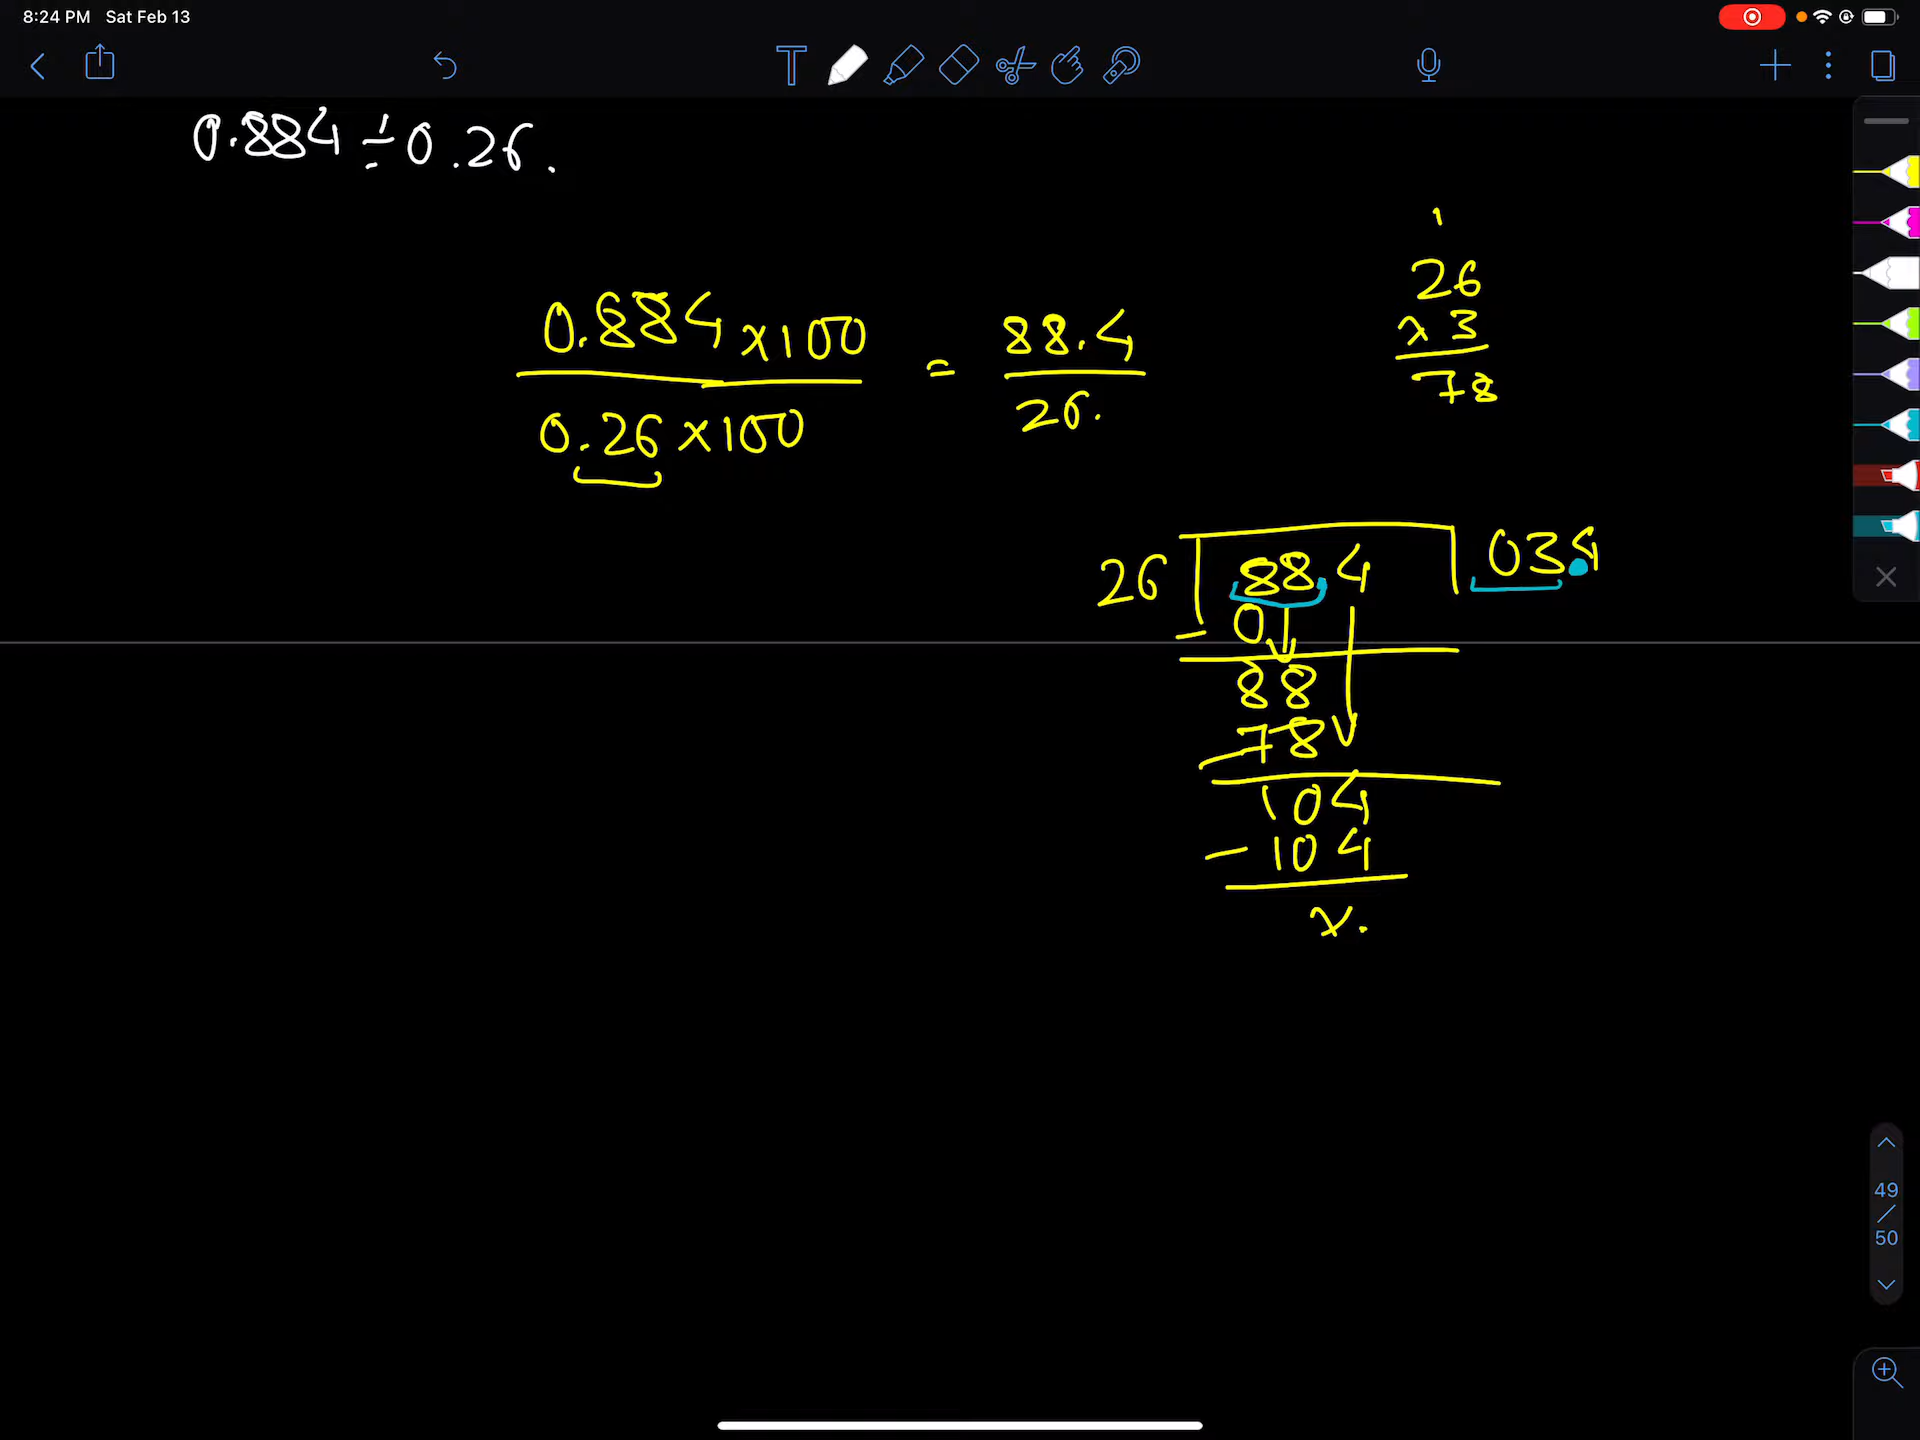 8:24 PM Sat Feb 13
0.884 ÷ 0.26.
0.884 × 100 = 88.4
0.26 × 100 26.
1
26
× 3
78
26 88.4 03.4
- 0
88
- 78
104
- 104
x.
49
/
50